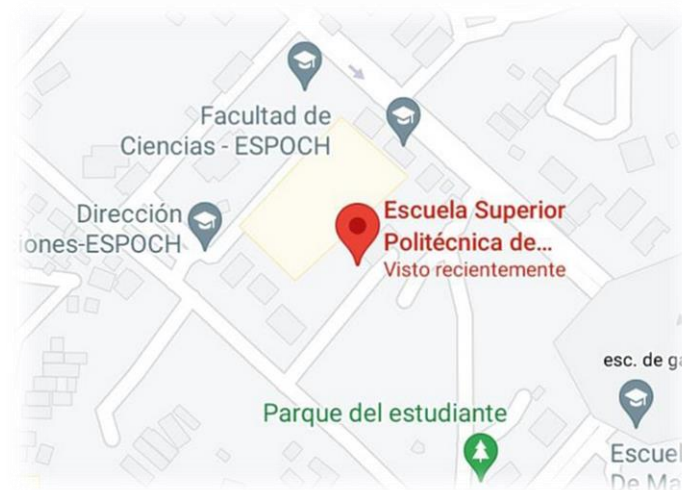 Facultad de
Ciencias - ESPOCH
Dirección
iones-ESPOCH
Escuela Superior
Politécnica de...
Visto recientemente
esc. de ga
Parque del estudiante
Escuel
De Ma